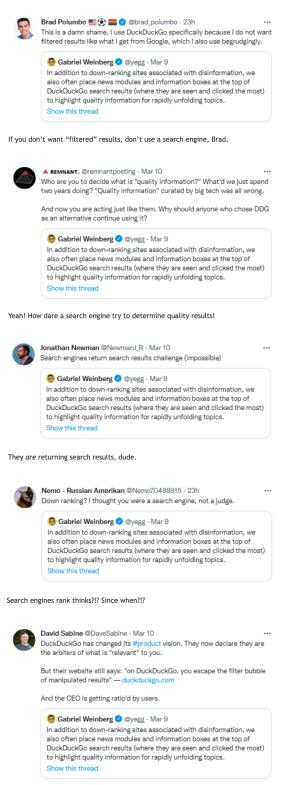 Brad Polumbo @brad_polumbo · 23h
This is a damn shame. I use DuckDuckGo specifically because I do not want
filtered results like what I get from Google, which I also use begrudgingly.
Gabriel Weinberg @yegg · Mar 9
In addition to down-ranking sites associated with disinformation, we
also often place news modules and information boxes at the top of
DuckDuckGo search results (where they are seen and clicked the most)
to highlight quality information for rapidly unfolding topics.
Show this thread
If you don't want "filtered" results, don't use a search engine, Brad.
REMNANT. @remnantposting · Mar 10
Who are you to decide what is "quality information?" What'd we just spend
two years doing? "Quality information" curated by big tech was all wrong.
And now you are acting just like them. Why should anyone who chose DDG
as an alternative continue using it?
Gabriel Weinberg @yegg · Mar 9
In addition to down-ranking sites associated with disinformation, we
also often place news modules and information boxes at the top of
DuckDuckGo search results (where they are seen and clicked the most)
to highlight quality information for rapidly unfolding topics.
Show this thread
Yeah! How dare a search engine try to determine quality results!
Jonathan Newman @NewmanJ_R · Mar 10
Search engines return search results challenge (impossible)
Gabriel Weinberg @yegg · Mar 9
In addition to down-ranking sites associated with disinformation, we
also often place news modules and information boxes at the top of
DuckDuckGo search results (where they are seen and clicked the most)
to highlight quality information for rapidly unfolding topics.
Show this thread
They are returning search results, dude.
Nemo - Russian Amerikan @Nemo70488915 · 23h
Down ranking? I thought you were a search engine, not a judge.
Gabriel Weinberg @yegg · Mar 9
In addition to down-ranking sites associated with disinformation, we
also often place news modules and information boxes at the top of
DuckDuckGo search results (where they are seen and clicked the most)
to highlight quality information for rapidly unfolding topics.
Show this thread
Search engines rank thinks?!? Since when?!?
David Sabine @DaveSabine · Mar 10
DuckDuckGo has changed its #product vision. They now declare they are
the arbiters of what is "relevant" to you.
But their website still says: "on DuckDuckGo, you escape the filter bubble
of manipulated results" — duckduckgo.com
And the CEO is getting ratio'd by users.
Gabriel Weinberg @yegg · Mar 9
In addition to down-ranking sites associated with disinformation, we
also often place news modules and information boxes at the top of
DuckDuckGo search results (where they are seen and clicked the most)
to highlight quality information for rapidly unfolding topics.
Show this thread